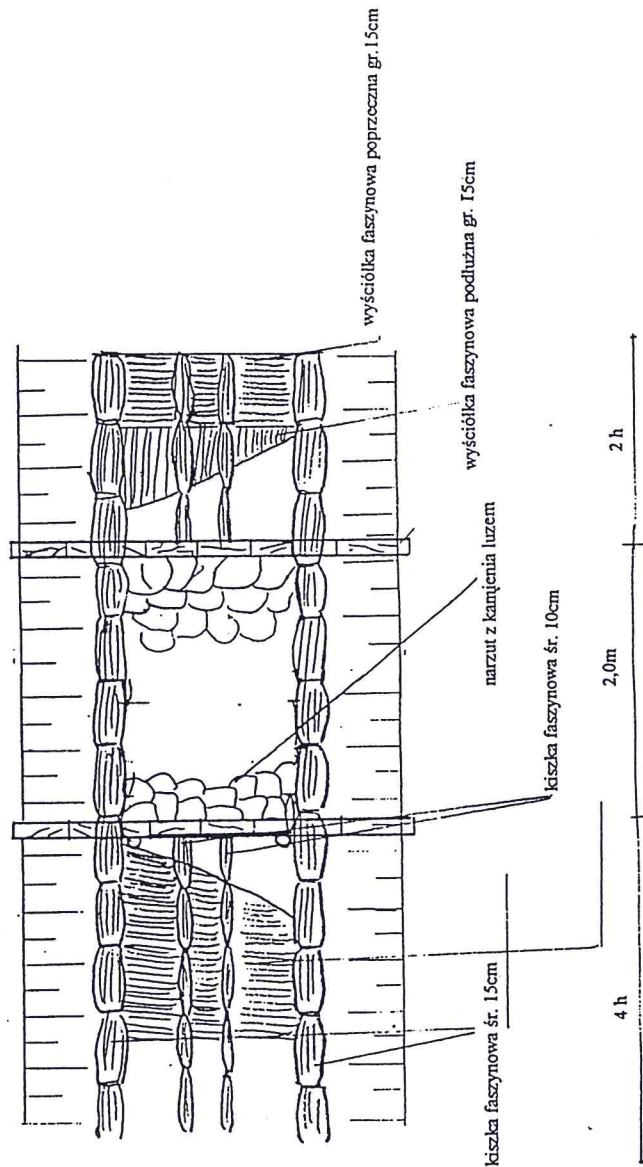 wyściółka faszynowa poprzeczna gr.15cm
wyściółka faszynowa podłużna gr. 15cm
narzut z kamienia luzem
kiszka faszynowa śr. 10cm
kiszka faszynowa śr. 15cm
4 h
2,0m
2 h